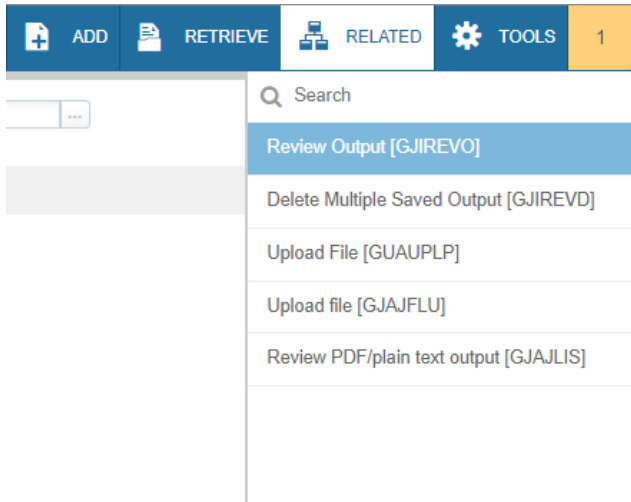 ADD RETRIEVE RELATED TOOLS 1
...
Search
Review Output [GJIREVO]
Delete Multiple Saved Output [GJIREVD]
Upload File [GUAUPLP]
Upload file [GJAJFLU]
Review PDF/plain text output [GJAJLIS]